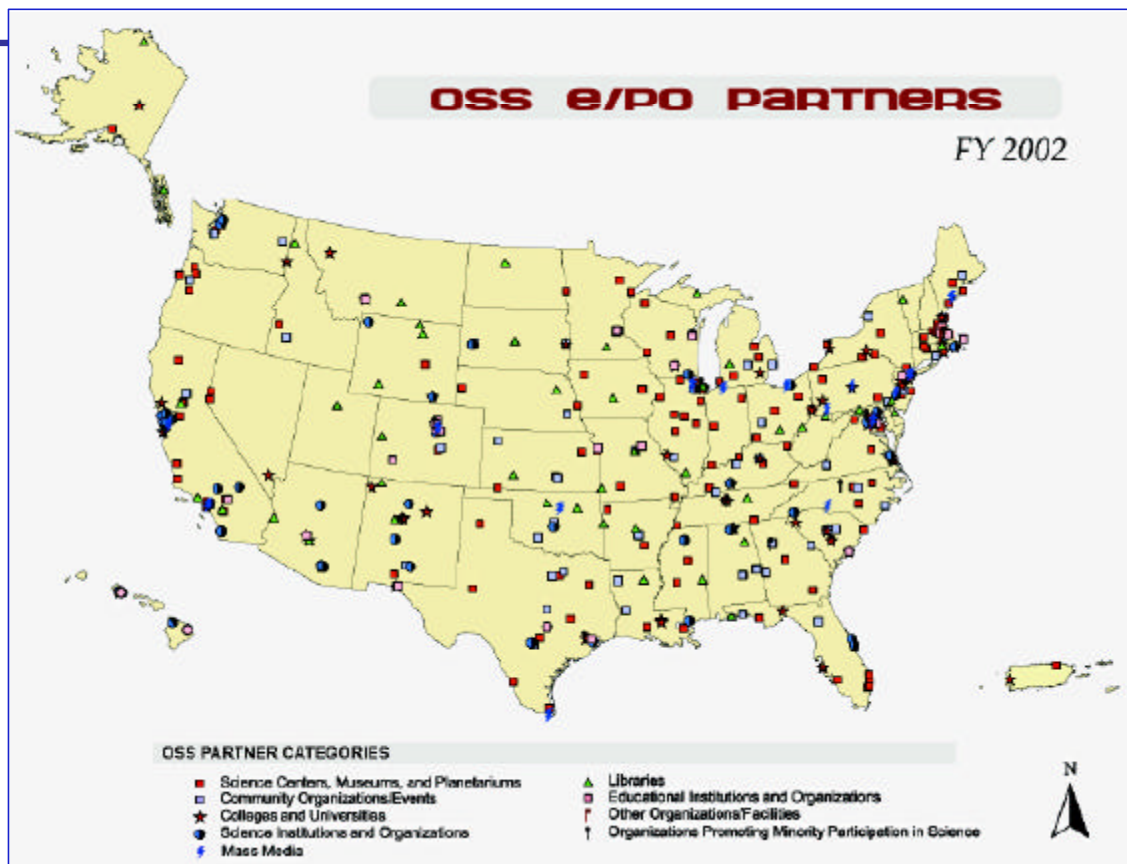 OSS E/PO PARTNERS
FY 2002
OSS PARTNER CATEGORIES
Science Centers, Museums, and Planetariums
Community Organizations/Events
Colleges and Universities
Science Institutions and Organizations
Mass Media
Libraries
Educational Institutions and Organizations
Other Organizations/Facilities
Organizations Promoting Minority Participation in Science
N